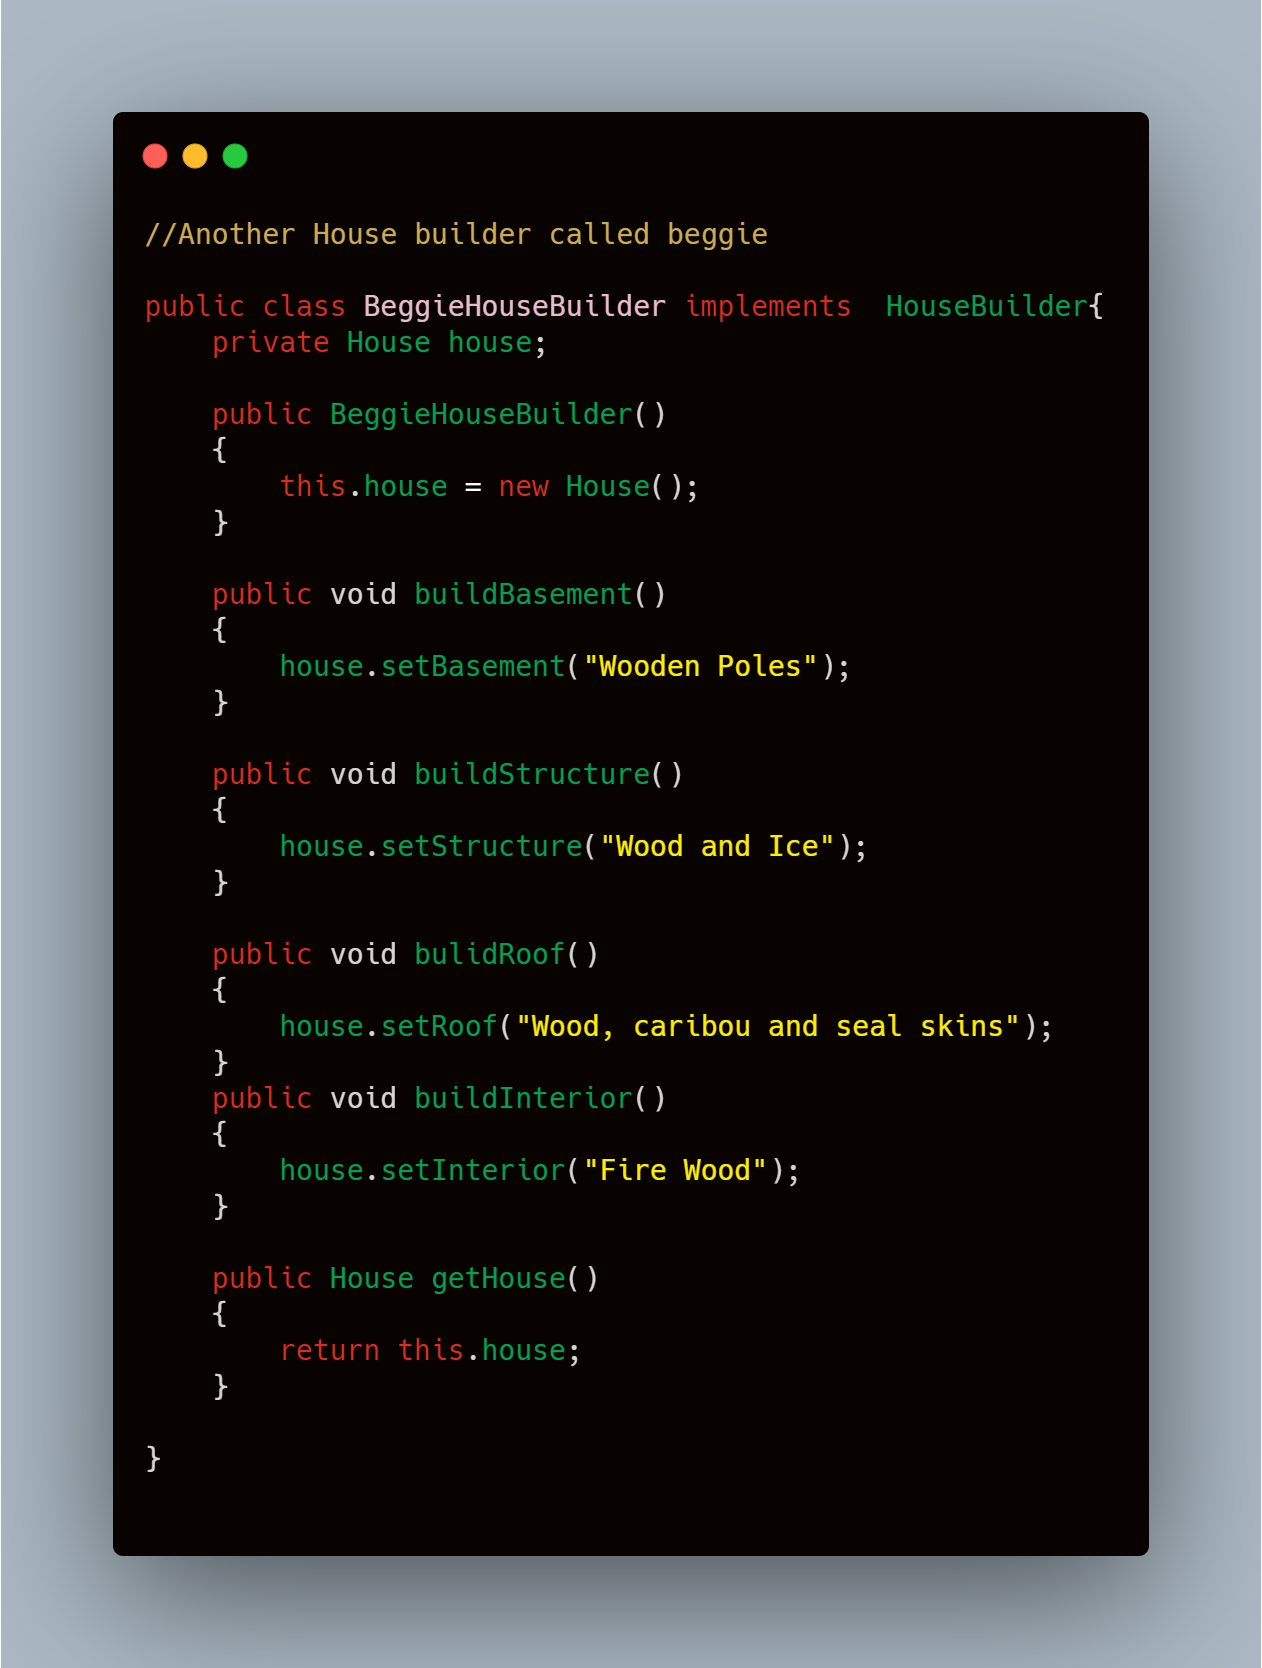 //Another House builder called beggie
public class BeggieHouseBuilder implements  HouseBuilder{
    private House house;
    public BeggieHouseBuilder()
    {
        this.house = new House();
    }
    public void buildBasement()
    {
        house.setBasement("Wooden Poles");
    }
    public void buildStructure()
    {
        house.setStructure("Wood and Ice");
    }
    public void bulidRoof()
    {
        house.setRoof("Wood, caribou and seal skins");
    }
    public void buildInterior()
    {
        house.setInterior("Fire Wood");
    }
    public House getHouse()
    {
        return this.house;
    }
}